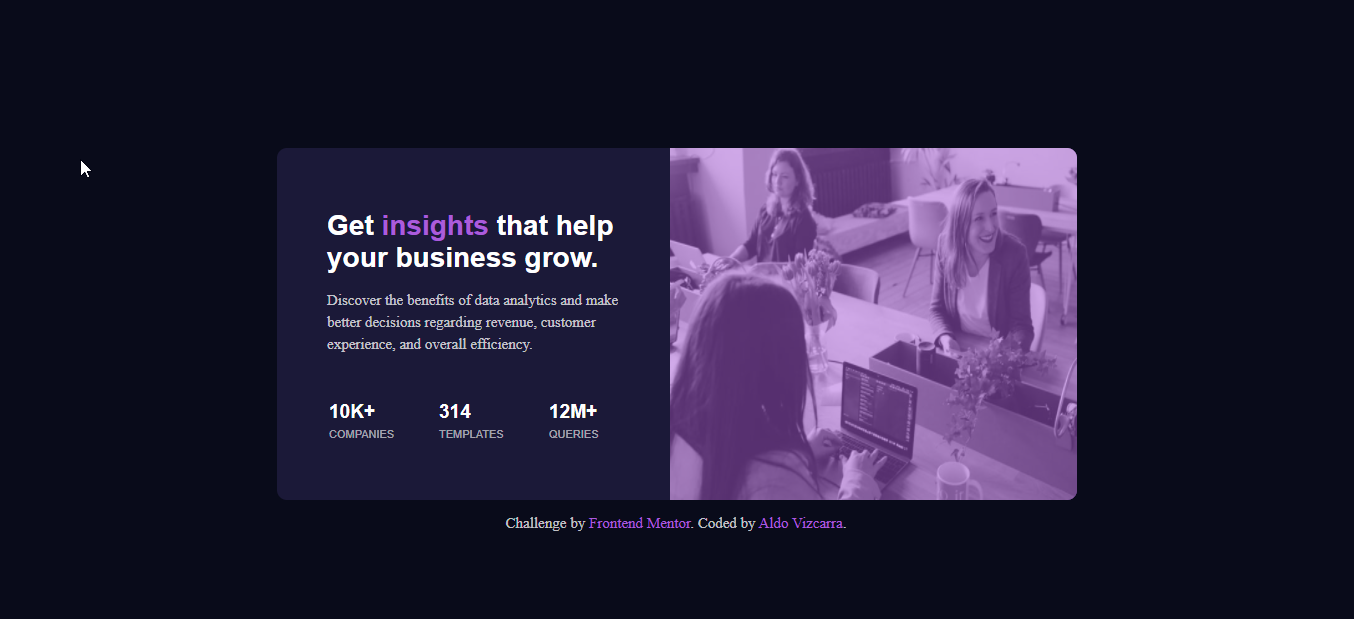 Get insights that help
your business grow.
Discover the benefits of data analytics and make
better decisions regarding revenue, customer
experience, and overall efficiency.
10K+ 314 12M+
COMPANIES TEMPLATES QUERIES
Challenge by Frontend Mentor. Coded by Aldo Vizcarra.